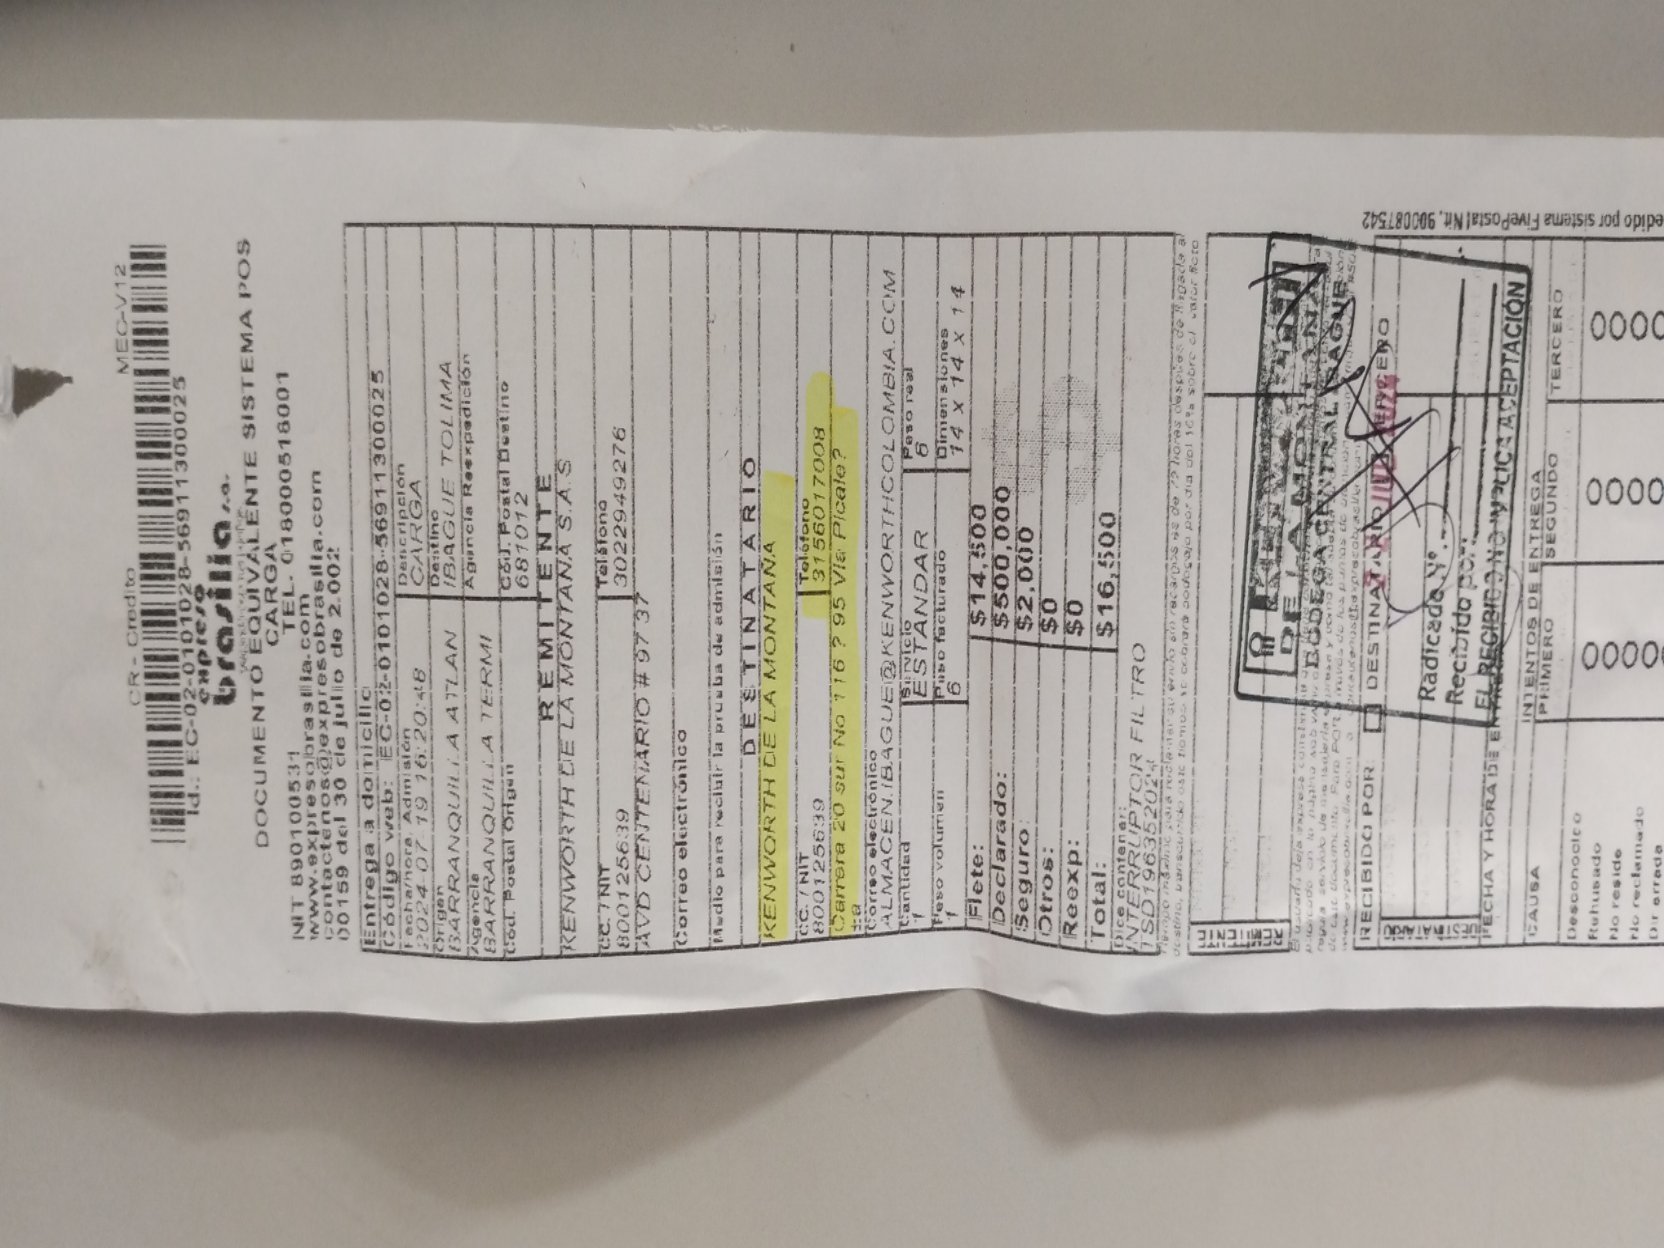 MEC-V12
CR - Credito
Id.: EC-02-0101028-5691130​0025
expreso
brasilia s.a.
DOCUMENTO EQUIVALENTE SISTEMA POS
CARGA
TEL. 018000518001
NIT 890100531
www.expresobrasilia.com
contactenos@expresobrasilia.com
00159 del 30 de julio de 2.002
Entrega a domicilio
Código web: EC-02-0101028-569113000025
Fecha/hora Admisión Descripción
2024-07-19 16:20:48 CARGA
Origen Destino
BARRANQUILLA ATLAN IBAGUE TOLIMA
Agencia Agencia Reexpedición
BARRANQUILLA TERMI
Cód. Postal Origen Cód. Postal Destino
681012
REMITENTE
KENWORTH DE LA MONTANA S.A.S
CC. / NIT Teléfono
800125639 3022949276
AVD CENTENARIO # 97 37
Correo electrónico
Medio para recibir la prueba de admisión
DESTINATARIO
KENWORTH DE LA MONTAÑA
CC. / NIT Teléfono
800125639 3156017008
Carrera 20 sur No 116 ? 95 Vía Picale?
Correo electrónico
ALMACEN.IBAGUE@KENWORTHCOLOMBIA.COM
Cantidad Servicio Peso real
1 ESTANDAR 6
Peso volumen Peso facturado Dimensiones
1 6 14 X 14 X 14
Flete: $14,500
Declarado: $500,000
Seguro: $2,000
Otros: $0
Reexp: $0
Total: $16,500
Dice contener:
INTERRUPTOR FILTRO
DE LA MONTAÑA
BODEGA CENTRAL IBAGUE
RECIBIDO POR DESTINATARIO
Radicado Nº.
Recibido por:
EL RECIBIDO NO IMPLICA ACEPTACIÓN
FECHA Y HORA DE ENTREGA
CAUSA INTENTOS DE ENTREGA
PRIMERO SEGUNDO TERCERO
Desconocico 0000 0000 0000
Rehusado
No reside
No reclamado
Dir errada
edido por sistema FivePostal Nit. 900087542